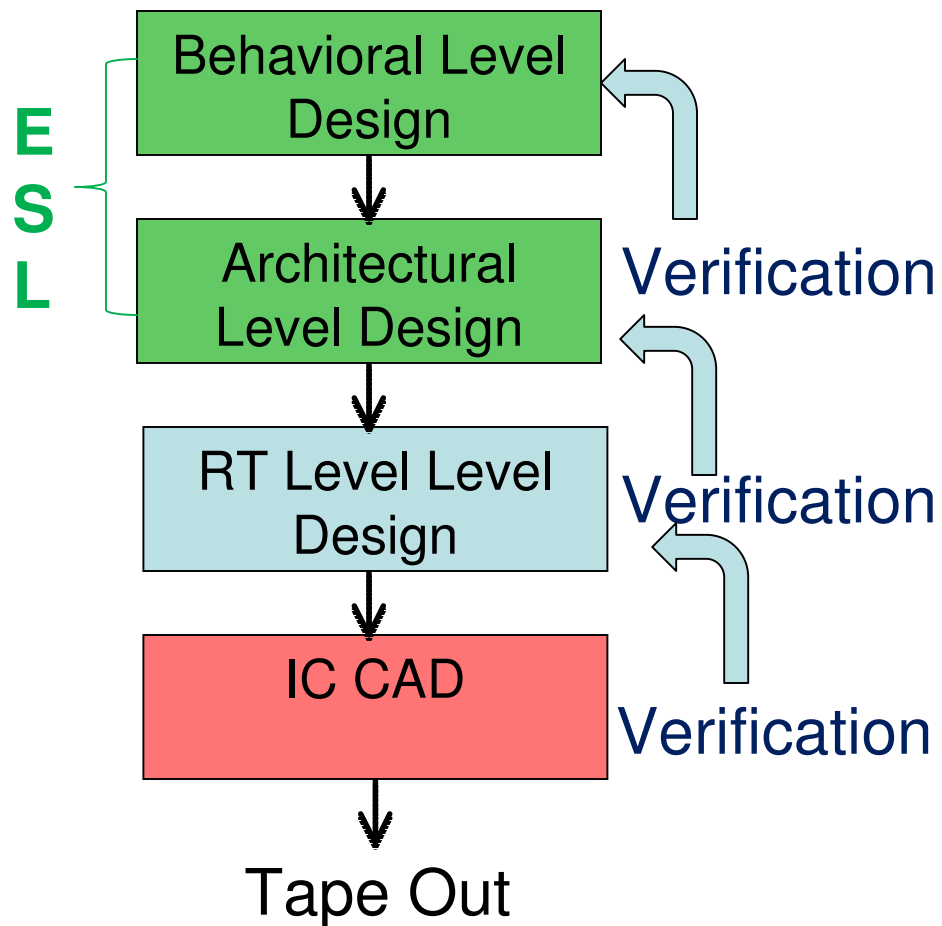 Behavioral Level
Design
E
S
L
Architectural
Level Design
Verification
RT Level Level
Design
Verification
IC CAD
Verification
Tape Out